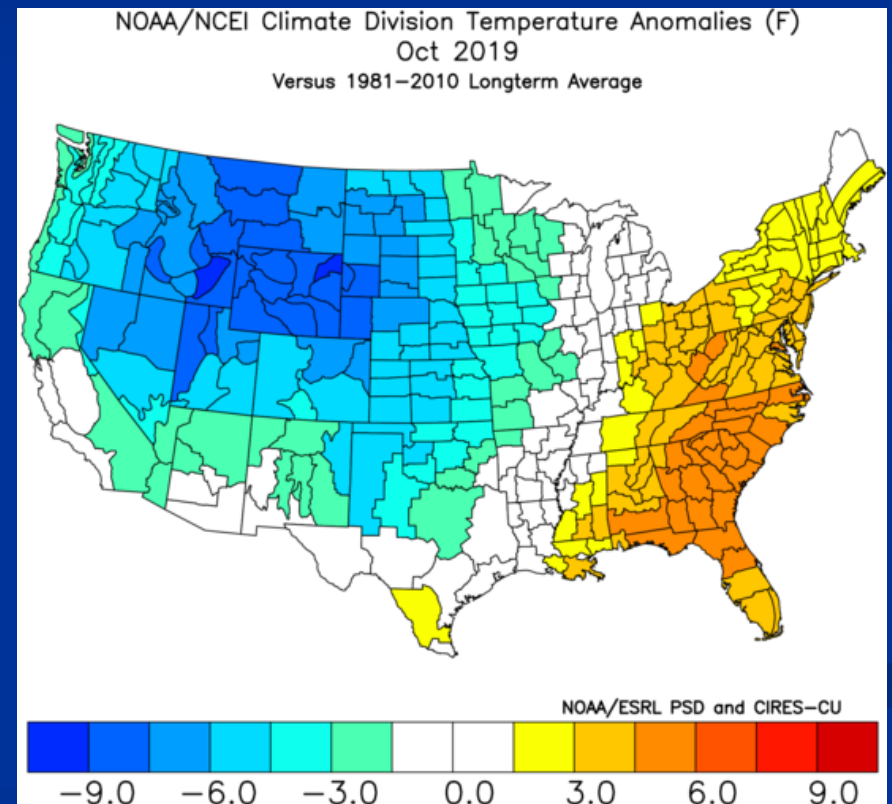 NOAA/NCEI Climate Division Temperature Anomalies (F)
Oct 2019
Versus 1981−2010 Longterm Average
NOAA/ESRL PSD and CIRES−CU
−9.0 −6.0 −3.0 0.0 3.0 6.0 9.0